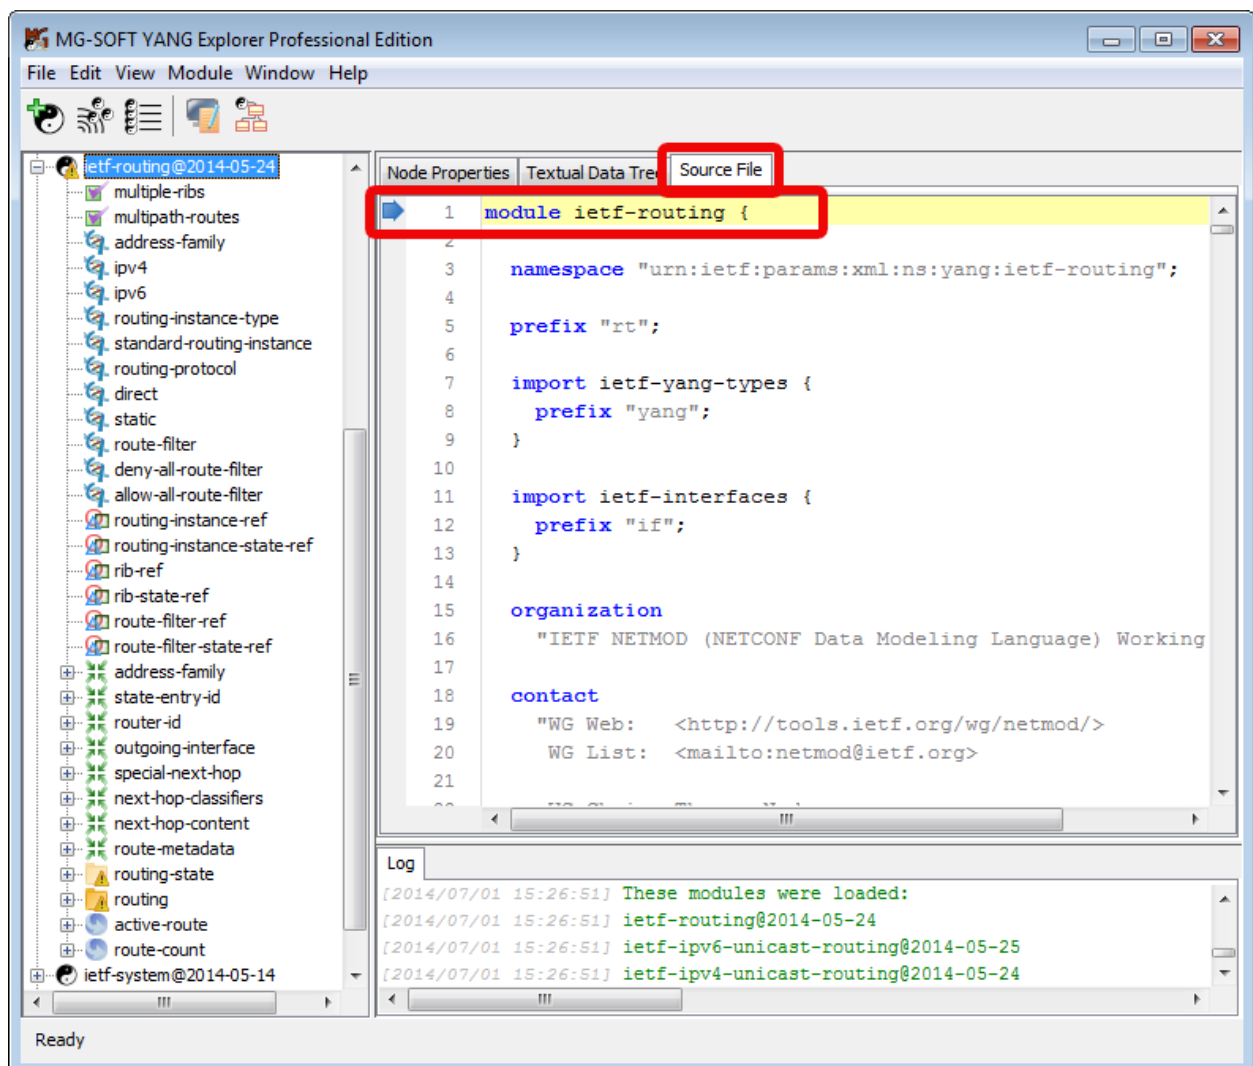 MG-SOFT YANG Explorer Professional Edition
File Edit View Module Window Help
ietf-routing@2014-05-24
multiple-ribs
multipath-routes
address-family
ipv4
ipv6
routing-instance-type
standard-routing-instance
routing-protocol
direct
static
route-filter
deny-all-route-filter
allow-all-route-filter
routing-instance-ref
routing-instance-state-ref
rib-ref
rib-state-ref
route-filter-ref
route-filter-state-ref
address-family
state-entry-id
router-id
outgoing-interface
special-next-hop
next-hop-classifiers
next-hop-content
route-metadata
routing-state
routing
active-route
route-count
ietf-system@2014-05-14
Node Properties Textual Data Tree Source File
1 module ietf-routing {
2
3 namespace "urn:ietf:params:xml:ns:yang:ietf-routing";
4
5 prefix "rt";
6
7 import ietf-yang-types {
8 prefix "yang";
9 }
10
11 import ietf-interfaces {
12 prefix "if";
13 }
14
15 organization
16 "IETF NETMOD (NETCONF Data Modeling Language) Working
17
18 contact
19 "WG Web: <http://tools.ietf.org/wg/netmod/>
20 WG List: <mailto:netmod@ietf.org>
21
Log
[2014/07/01 15:26:51] These modules were loaded:
[2014/07/01 15:26:51] ietf-routing@2014-05-24
[2014/07/01 15:26:51] ietf-ipv6-unicast-routing@2014-05-25
[2014/07/01 15:26:51] ietf-ipv4-unicast-routing@2014-05-24
Ready